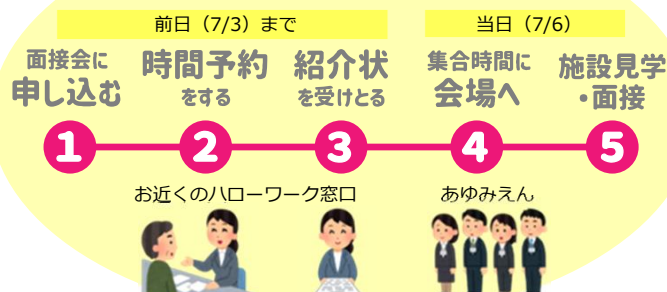 前日（7/3）まで
当日（7/6）
面接会に
申し込む
時間予約
をする
紹介状
を受けとる
集合時間に
会場へ
施設見学
・面接
1
2
3
4
5
お近くのハローワーク窓口
あゆみえん